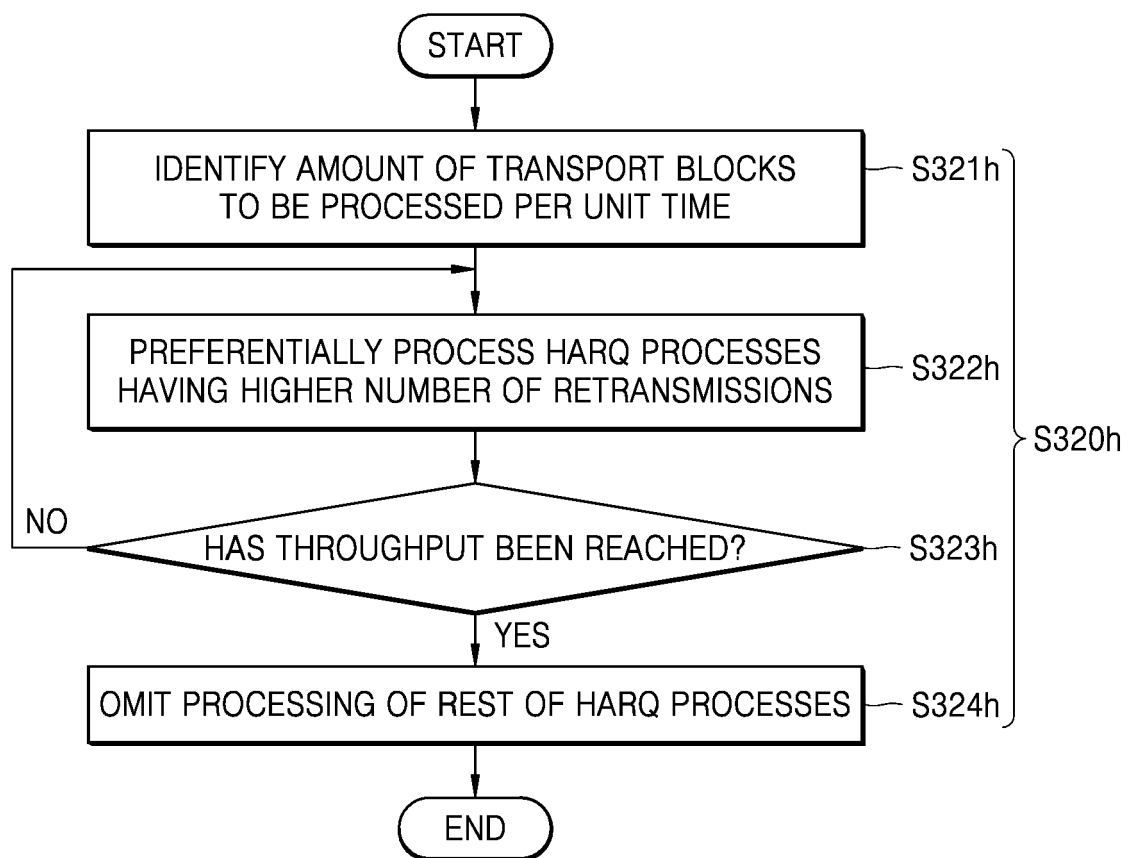 START
IDENTIFY AMOUNT OF TRANSPORT BLOCKS
TO BE PROCESSED PER UNIT TIME
S321h
PREFERENTIALLY PROCESS HARQ PROCESSES
HAVING HIGHER NUMBER OF RETRANSMISSIONS
S322h
S320h
NO
HAS THROUGHPUT BEEN REACHED?
S323h
YES
OMIT PROCESSING OF REST OF HARQ PROCESSES
S324h
END